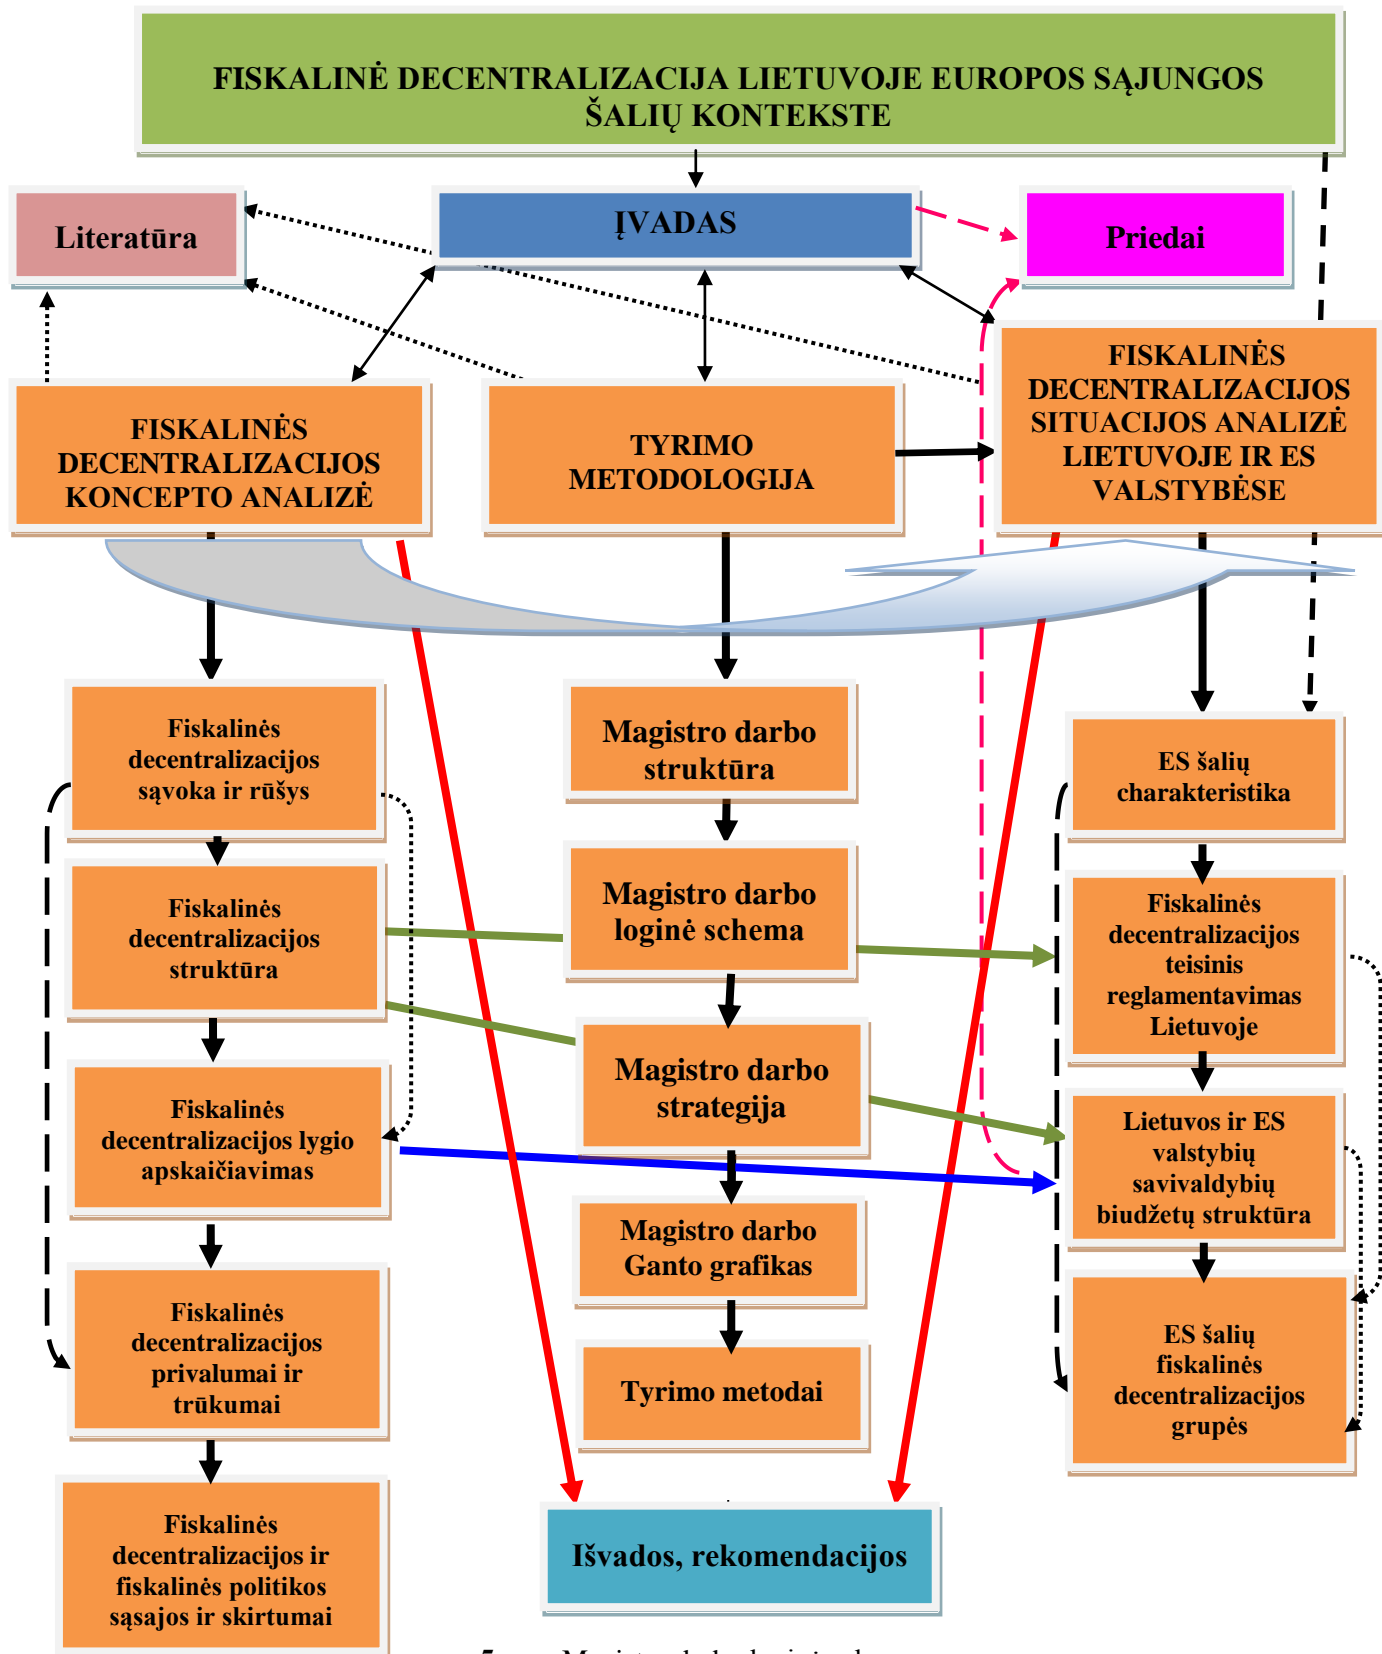 FISKALINĖ DECENTRALIZACIJA LIETUVOJE EUROPOS SĄJUNGOS
ŠALIŲ KONTEKSTE
Literatūra
ĮVADAS
Priedai
FISKALINĖS
DECENTRALIZACIJOS
KONCEPTO ANALIZĖ
TYRIMO
METODOLOGIJA
FISKALINĖS
DECENTRALIZACIJOS
SITUACIJOS ANALIZĖ
LIETUVOJE IR ES
VALSTYBĖSE
Fiskalinės
decentralizacijos
sąvoka ir rūšys
Fiskalinės
decentralizacijos
struktūra
Fiskalinės
decentralizacijos lygio
apskaičiavimas
Fiskalinės
decentralizacijos
privalumai ir
trūkumai
Fiskalinės
decentralizacijos ir
fiskalinės politikos
sąsajos ir skirtumai
Magistro darbo
struktūra
Magistro darbo
loginė schema
Magistro darbo
strategija
Magistro darbo
Ganto grafikas
Tyrimo metodai
Išvados, rekomendacijos
ES šalių
charakteristika
Fiskalinės
decentralizacijos
teisinis
reglamentavimas
Lietuvoje
Lietuvos ir ES
valstybių
savivaldybių
biudžetų struktūra
ES šalių
fiskalinės
decentralizacijos
grupės